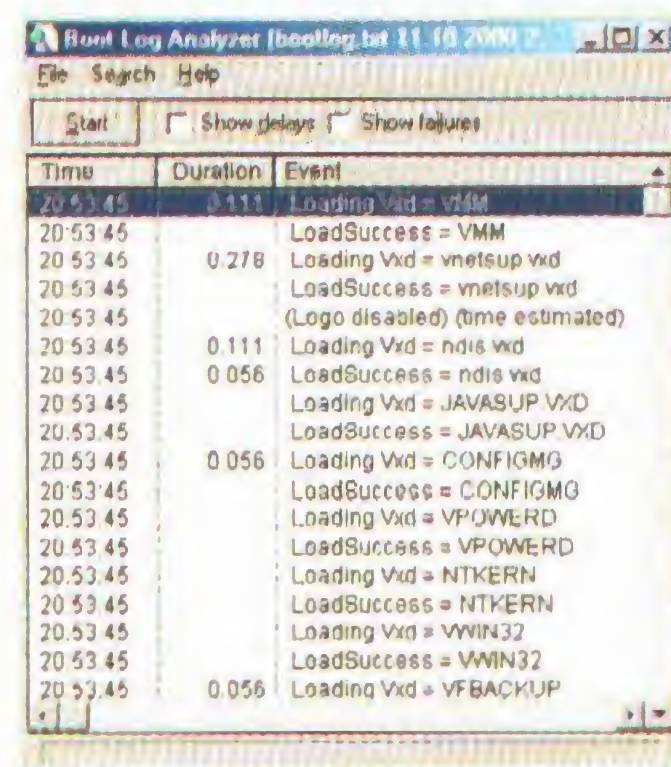 Boot Log Analyzer (bootlog.txt 11.10.2000 2
File Search Help
Start Show delays Show failures
Time Duration Event
20:53:45 0.111 Loading Vxd = VMM
20:53:45 LoadSuccess = VMM
20:53:45 0.278 Loading Vxd = vnetsup.vxd
20:53:45 LoadSuccess = vnetsup.vxd
20:53:45 (Logo disabled) (time estimated)
20:53:45 0.111 Loading Vxd = ndis.vxd
20:53:45 0.056 LoadSuccess = ndis.vxd
20:53:45 Loading Vxd = JAVASUP.VXD
20:53:45 LoadSuccess = JAVASUP.VXD
20:53:45 0.056 Loading Vxd = CONFIGMG
20:53:45 LoadSuccess = CONFIGMG
20:53:45 Loading Vxd = VPOWERD
20:53:45 LoadSuccess = VPOWERD
20:53:45 Loading Vxd = NTKERN
20:53:45 LoadSuccess = NTKERN
20:53:45 Loading Vxd = VWIN32
20:53:45 LoadSuccess = VWIN32
20:53:45 0.056 Loading Vxd = VFBACKUP